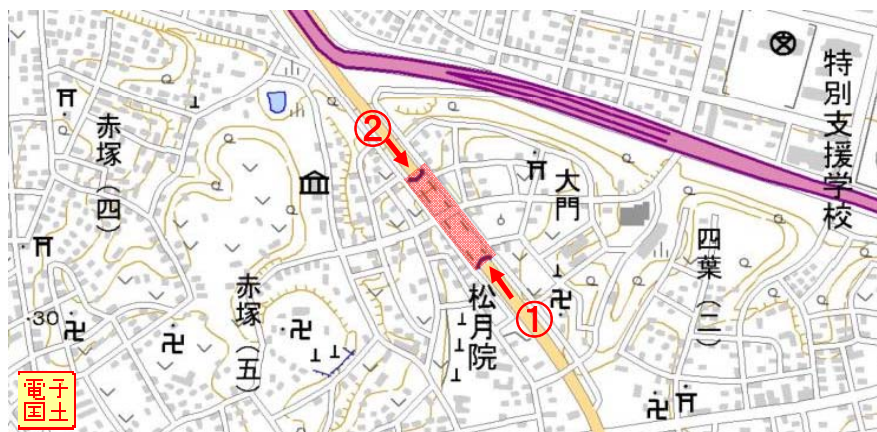 特別支援学校
赤塚(四)
②
大門
四葉(二)
赤塚(五)
松月院
①
・30
電子
国土